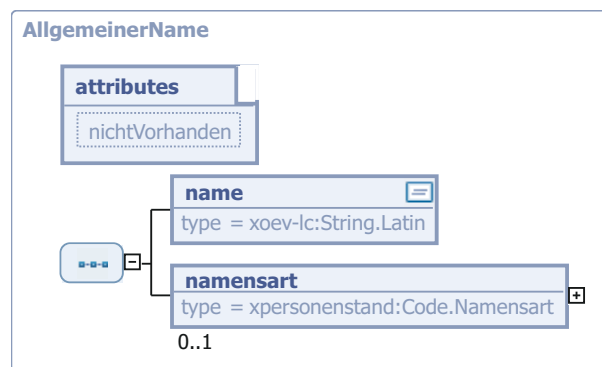 AllgemeinerName
attributes
nichtVorhanden
name
type = xoev-lc:String.Latin
namensart
type = xpersonenstand:Code.Namensart
0..1